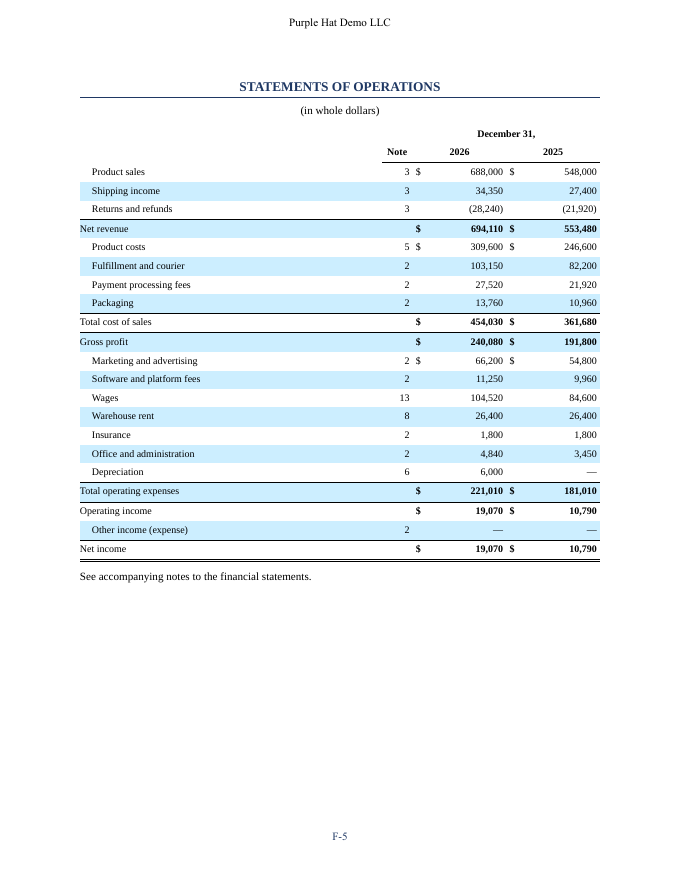 Purple Hat Demo LLC
STATEMENTS OF OPERATIONS
(in whole dollars)
December 31,
Note 2026 2025
Product sales 3 $ 688,000 $ 548,000
Shipping income 3 34,350 27,400
Returns and refunds 3 (28,240) (21,920)
Net revenue $ 694,110 $ 553,480
Product costs 5 $ 309,600 $ 246,600
Fulfillment and courier 2 103,150 82,200
Payment processing fees 2 27,520 21,920
Packaging 2 13,760 10,960
Total cost of sales $ 454,030 $ 361,680
Gross profit $ 240,080 $ 191,800
Marketing and advertising 2 $ 66,200 $ 54,800
Software and platform fees 2 11,250 9,960
Wages 13 104,520 84,600
Warehouse rent 8 26,400 26,400
Insurance 2 1,800 1,800
Office and administration 2 4,840 3,450
Depreciation 6 6,000 —
Total operating expenses $ 221,010 $ 181,010
Operating income $ 19,070 $ 10,790
Other income (expense) 2 — —
Net income $ 19,070 $ 10,790
See accompanying notes to the financial statements.
F-5